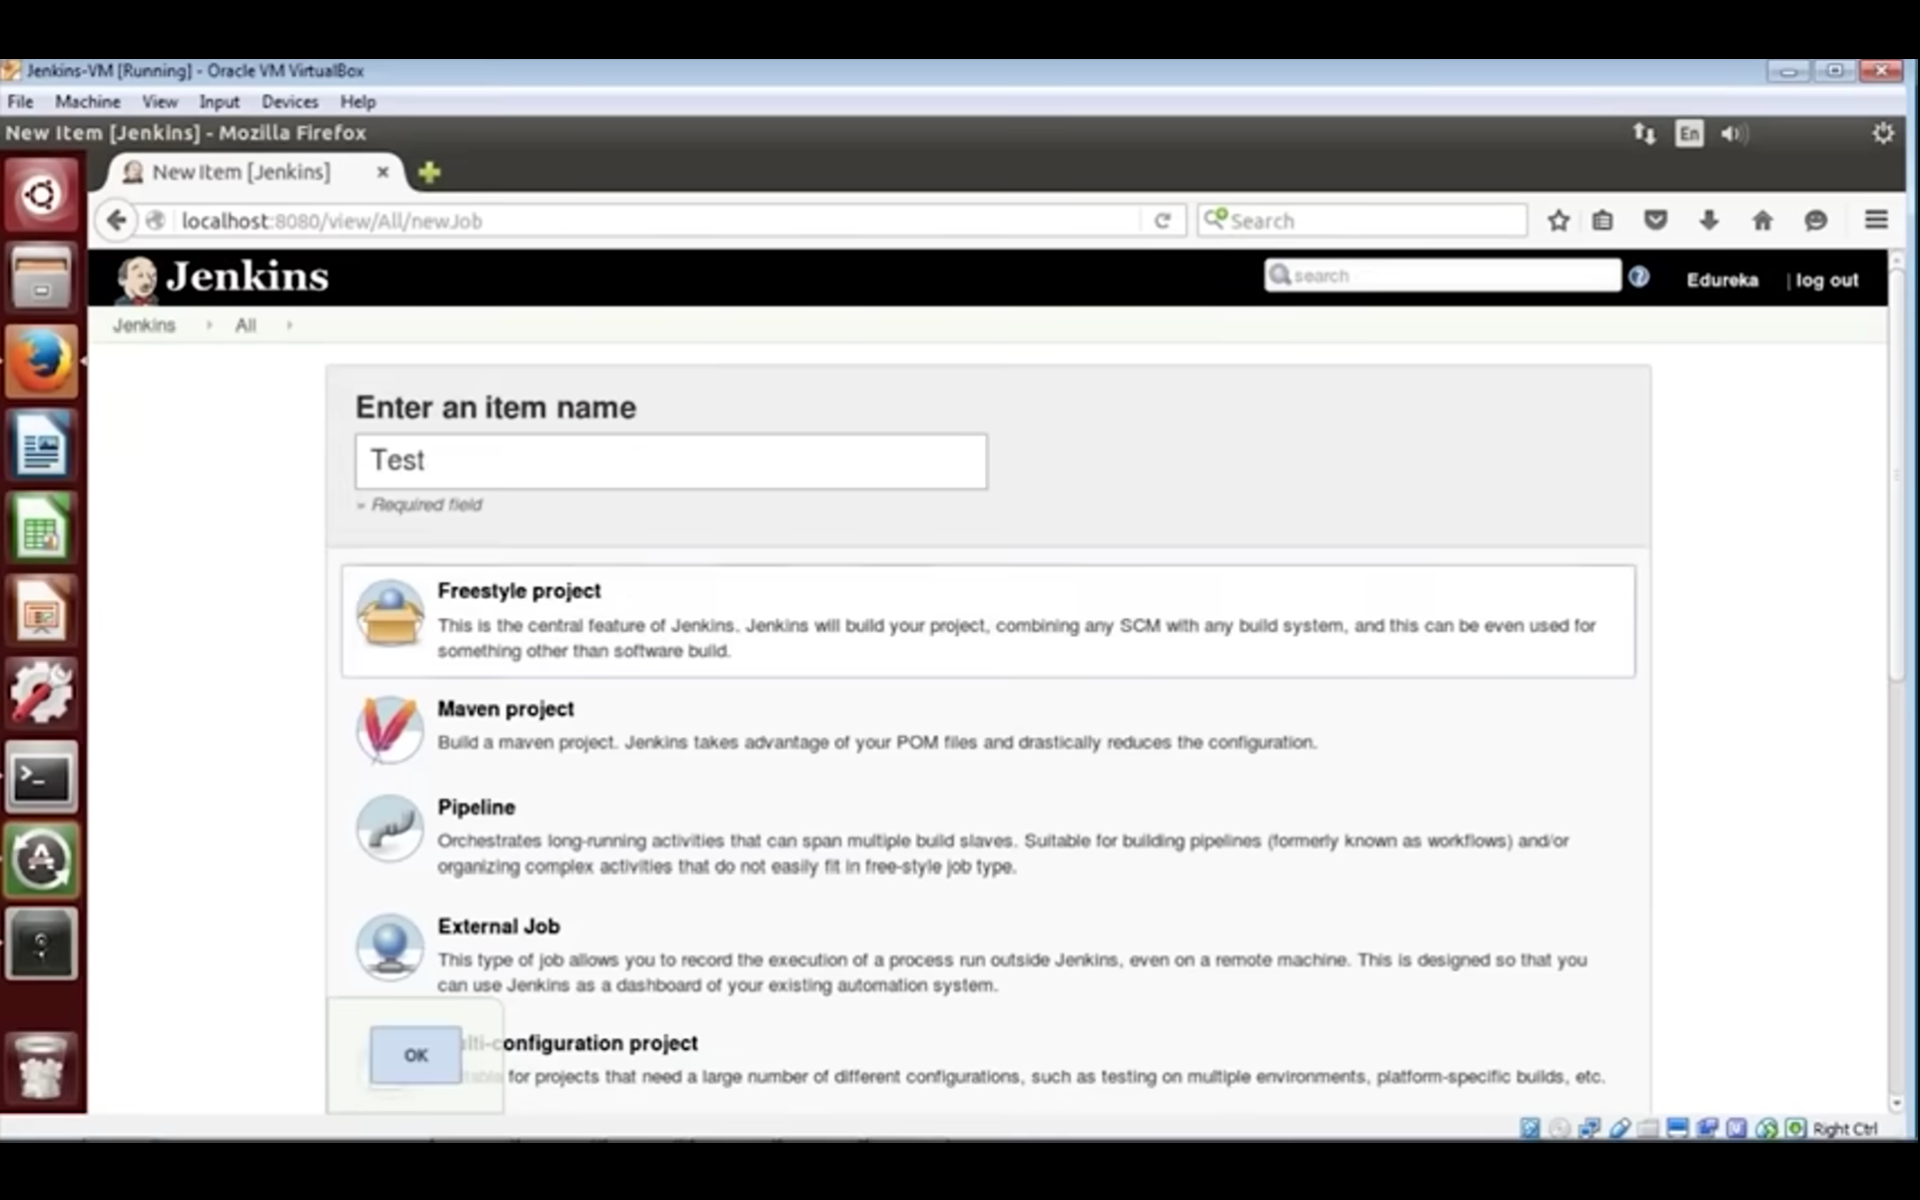 Jenkins-VM [Running] - Oracle VM VirtualBox
File Machine View Input Devices Help
New Item [Jenkins] - Mozilla Firefox
En
New Item [Jenkins]
localhost:8080/view/All/newJob
Search
Jenkins
search
Edureka | log out
Jenkins All
Enter an item name
Test
» Required field
Freestyle project
This is the central feature of Jenkins. Jenkins will build your project, combining any SCM with any build system, and this can be even used for
something other than software build.
Maven project
Build a maven project. Jenkins takes advantage of your POM files and drastically reduces the configuration.
Pipeline
Orchestrates long-running activities that can span multiple build slaves. Suitable for building pipelines (formerly known as workflows) and/or
organizing complex activities that do not easily fit in free-style job type.
External Job
This type of job allows you to record the execution of a process run outside Jenkins, even on a remote machine. This is designed so that you
can use Jenkins as a dashboard of your existing automation system.
OK
lti-configuration project
for projects that need a large number of different configurations, such as testing on multiple environments, platform-specific builds, etc.
Right Ctrl